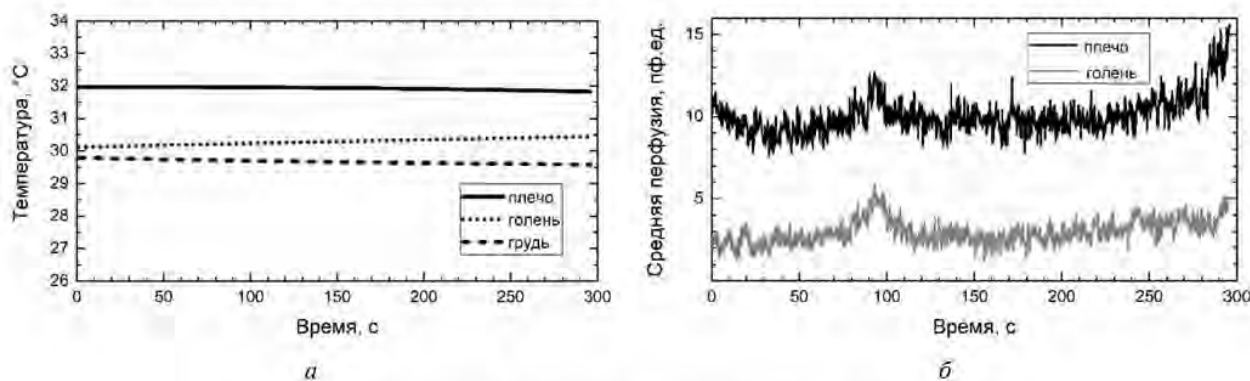 34
33
32
31
30
29
28
27
26
Температура, °C
плечо
голень
грудь
0 50 100 150 200 250 300
Время, с
а
15
10
5
Средняя перфузия, пф.ед.
плечо
голень
0 50 100 150 200 250 300
Время, с
б